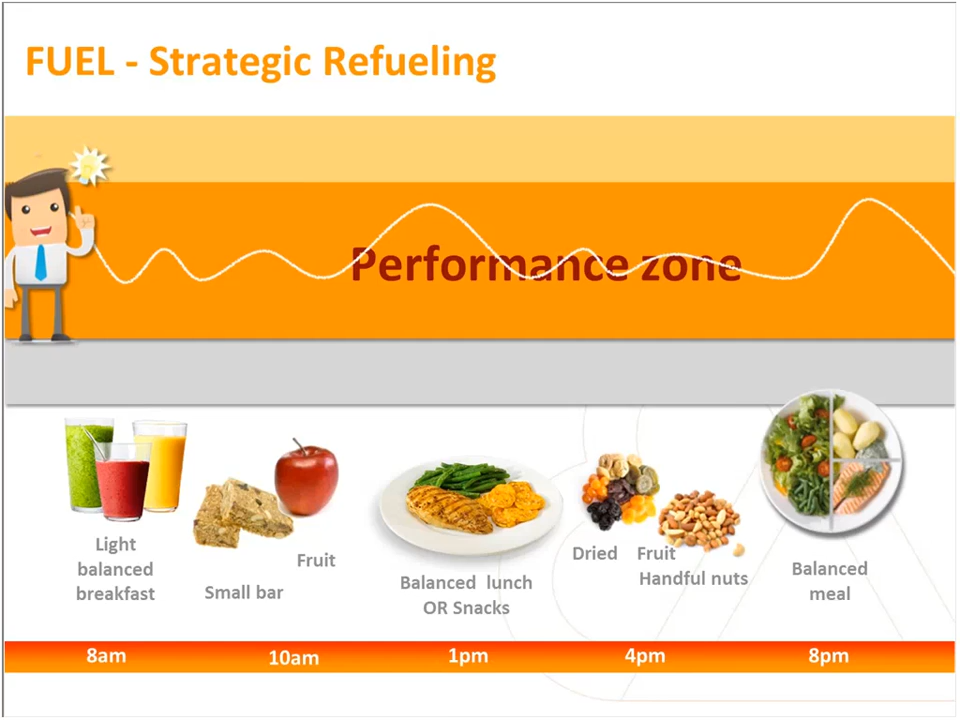 FUEL - Strategic Refueling
Performance zone
Light
balanced
breakfast
Small bar
Fruit
Balanced lunch
OR Snacks
Dried Fruit
Handful nuts
Balanced
meal
8am 10am 1pm 4pm 8pm